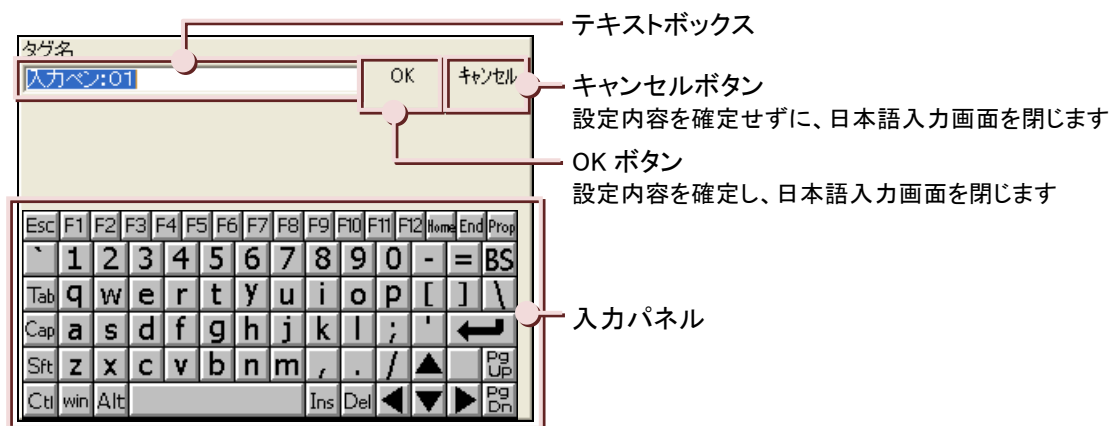 テキストボックス
タグ名
入力ペン:01
OK
キャンセル
キャンセルボタン
設定内容を確定せずに、日本語入力画面を閉じます
OK ボタン
設定内容を確定し、日本語入力画面を閉じます
Esc F1 F2 F3 F4 F5 F6 F7 F8 F9 F10 F11 F12 Home End Prop
` 1 2 3 4 5 6 7 8 9 0 - = BS
Tab q w e r t y u i o p [ ] \
Cap a s d f g h j k l ; '
Sft z x c v b n m , . / Pg Up
Ctl win Alt Ins Del Pg Dn
入力パネル